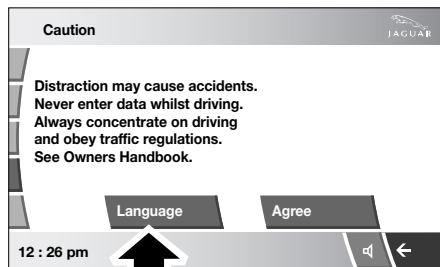 Caution
JAGUAR
Distraction may cause accidents.
Never enter data whilst driving.
Always concentrate on driving
and obey traffic regulations.
See Owners Handbook.
Language
Agree
12 : 26 pm